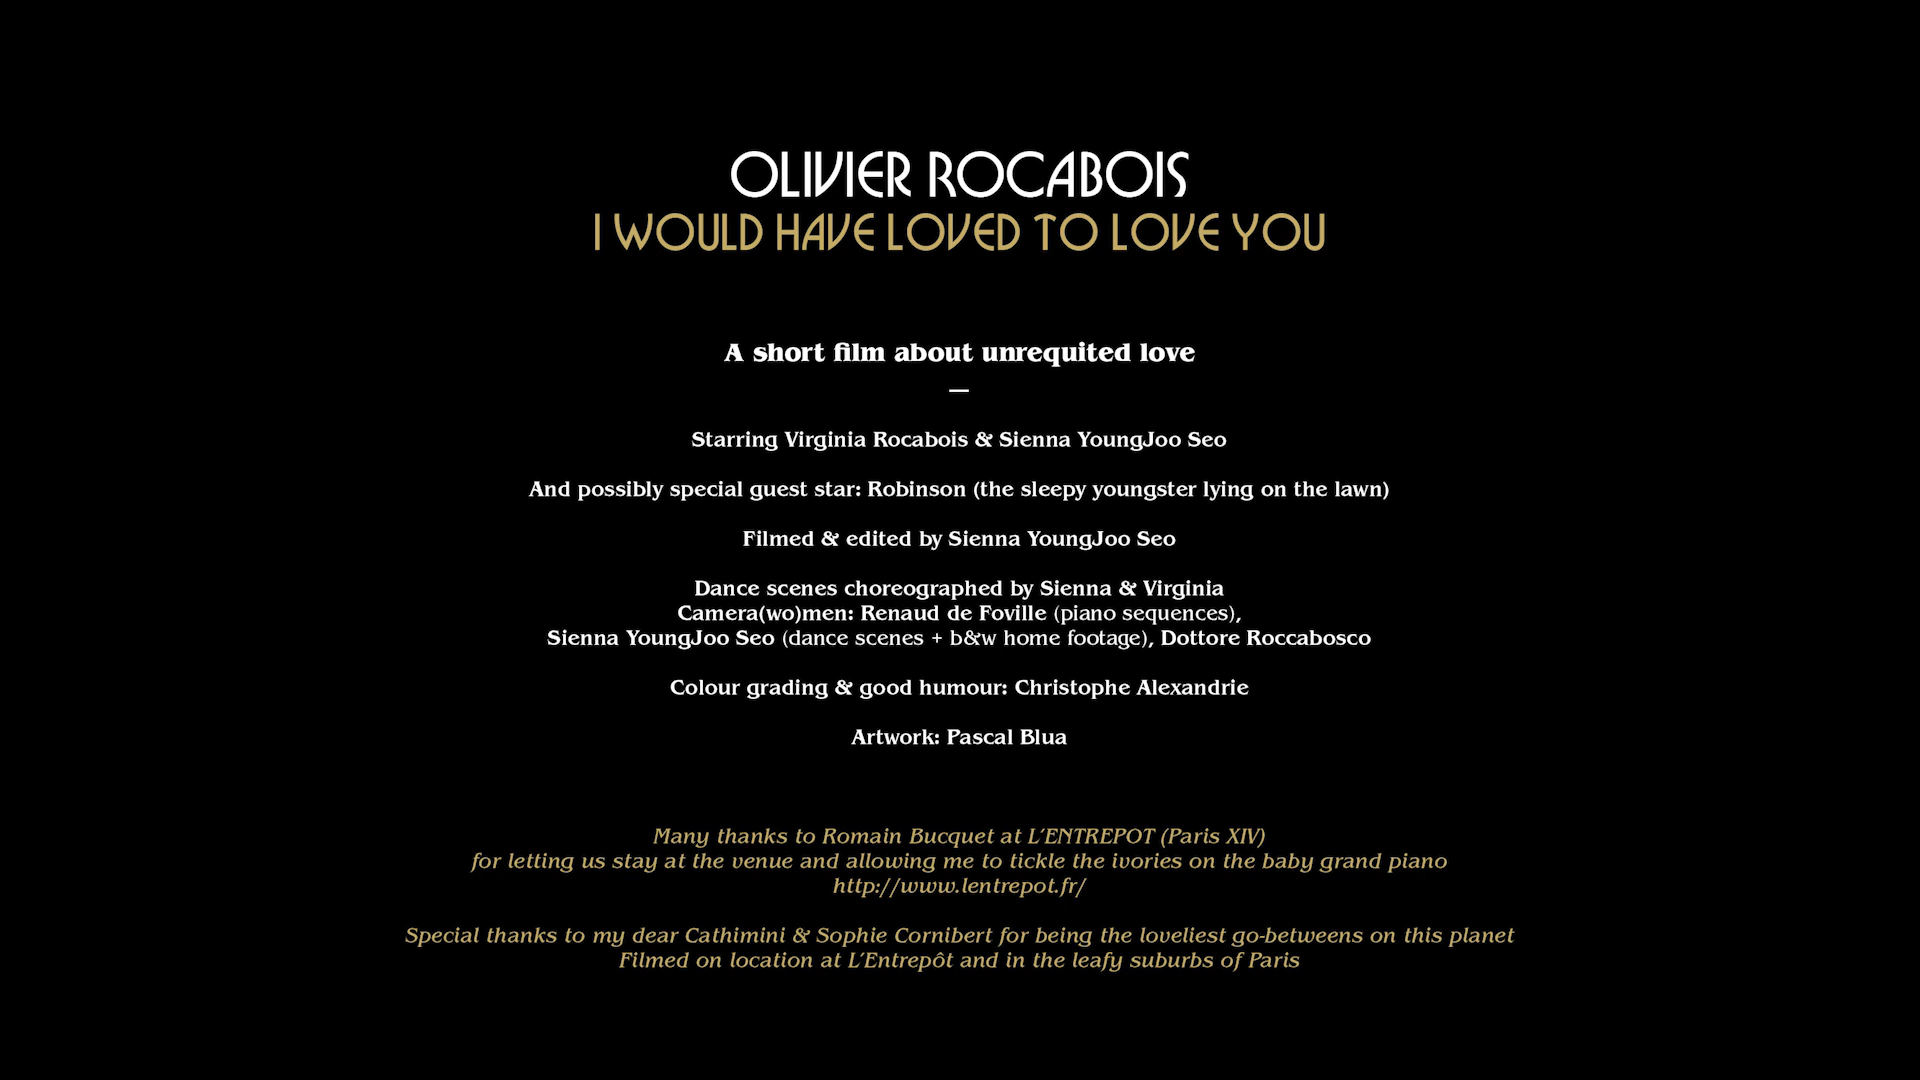 OLIVIER ROCABOIS
I WOULD HAVE LOVED TO LOVE YOU
A short film about unrequited love
—
Starring Virginia Rocabois & Sienna YoungJoo Seo
And possibly special guest star: Robinson (the sleepy youngster lying on the lawn)
Filmed & edited by Sienna YoungJoo Seo
Dance scenes choreographed by Sienna & Virginia
Camera(wo)men: Renaud de Foville (piano sequences),
Sienna YoungJoo Seo (dance scenes + b&w home footage), Dottore Roccabosco
Colour grading & good humour: Christophe Alexandrie
Artwork: Pascal Blua
Many thanks to Romain Bucquet at L'ENTREPOT (Paris XIV)
for letting us stay at the venue and allowing me to tickle the ivories on the baby grand piano
http://www.lentrepot.fr/
Special thanks to my dear Cathimini & Sophie Cornibert for being the loveliest go-betweens on this planet
Filmed on location at L'Entrepôt and in the leafy suburbs of Paris